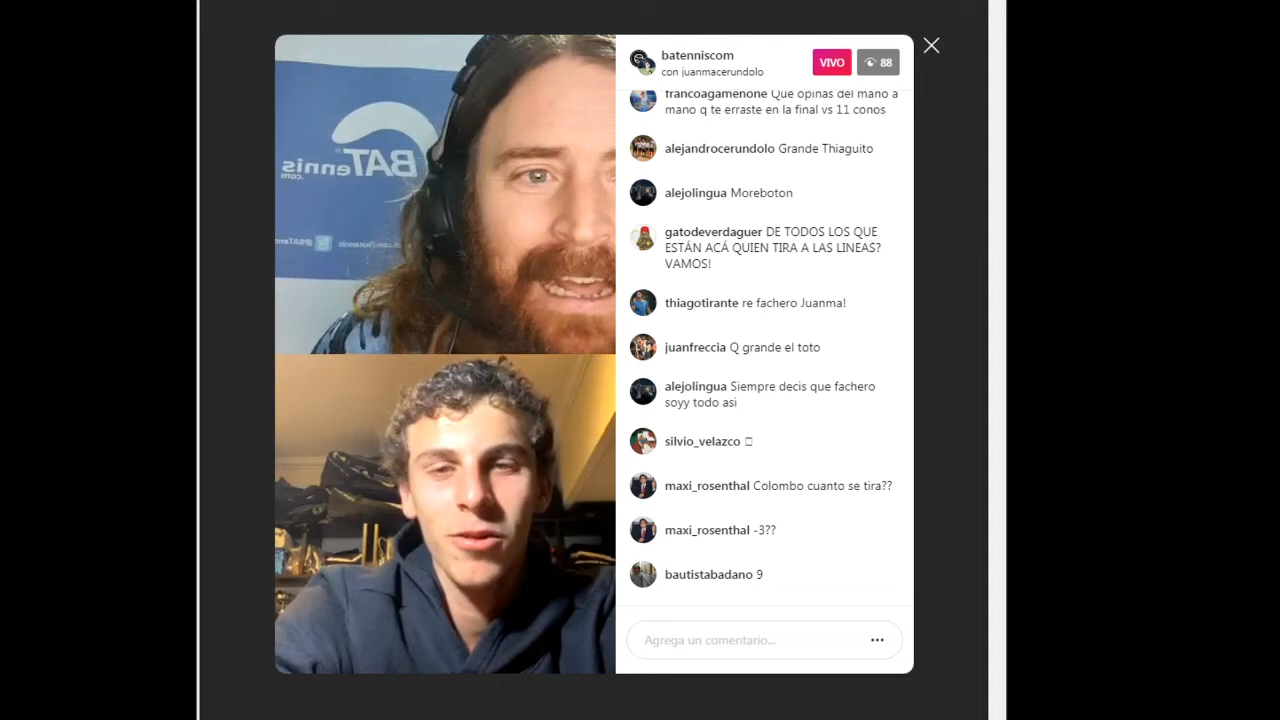 BATennis
.com
@BATenn
batenniscom
con juanmacerundolo
VIVO
88
francoagamenone Que opinas del mano a
mano q te erraste en la final vs 11 conos
alejandrocerundolo Grande Thiaguito
alejolingua Moreboton
gatodeverdaguer DE TODOS LOS QUE
ESTÁN ACÁ QUIEN TIRA A LAS LINEAS?
VAMOS!
thiagotirante re fachero Juanma!
juanfreccia Q grande el toto
alejolingua Siempre decis que fachero
soyy todo asi
silvio_velazco
maxi_rosenthal Colombo cuanto se tira??
maxi_rosenthal -3??
bautistabadano 9
Agrega un comentario...